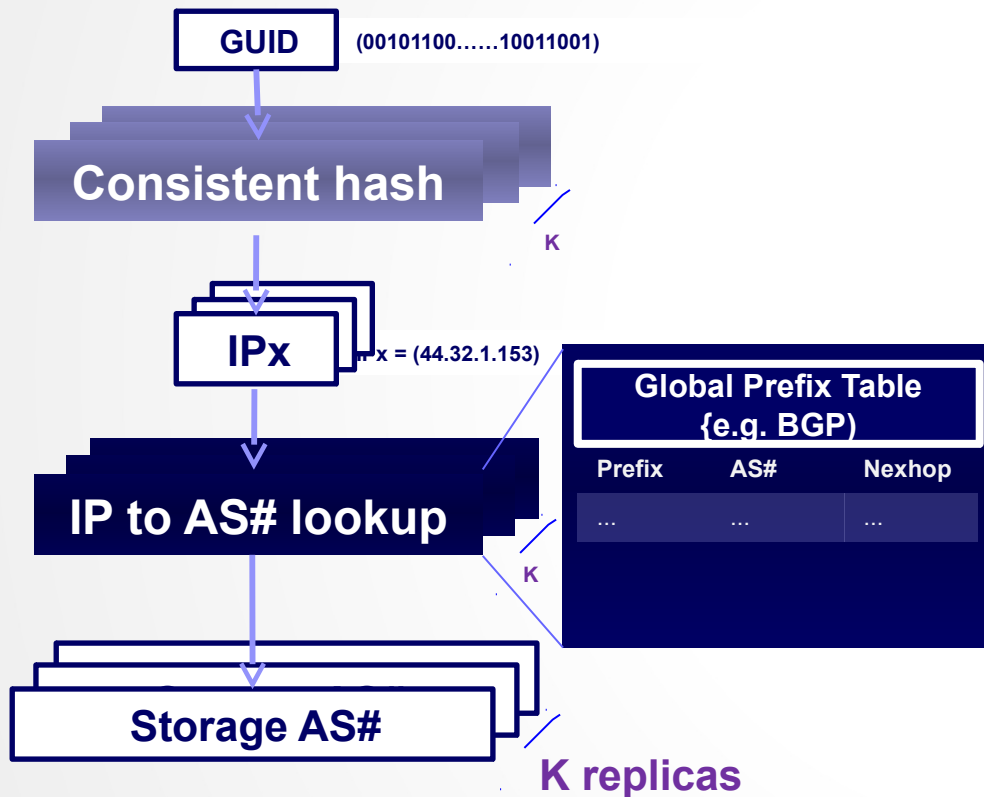 GUID (00101100......10011001)
Consistent hash
K
IPx
x = (44.32.1.153)
Global Prefix Table
{e.g. BGP)
Prefix AS# Nexhop
... ... ...
IP to AS# lookup
K
Storage AS#
K replicas